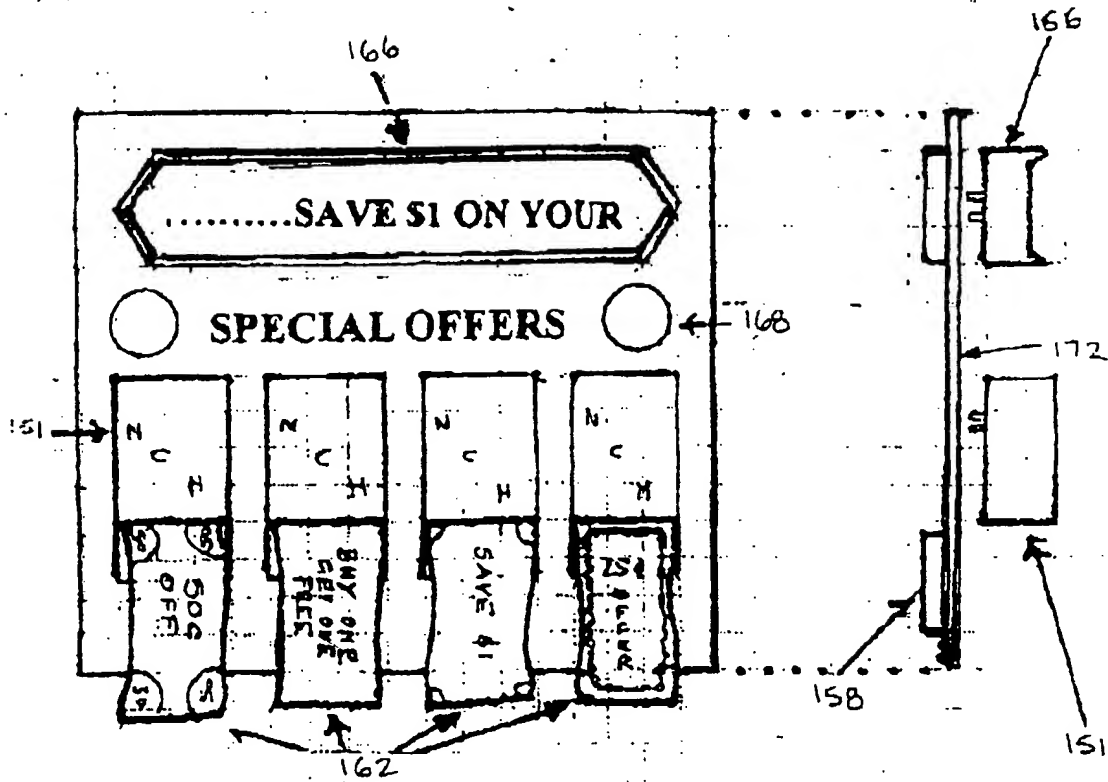 166
166
..........SAVE $1 ON YOUR
SPECIAL OFFERS
168
172
151
N C H
N C H
N C H
N C H
50¢ OFF
BUY ONE GET ONE FREE
SAVE $1
158
151
162